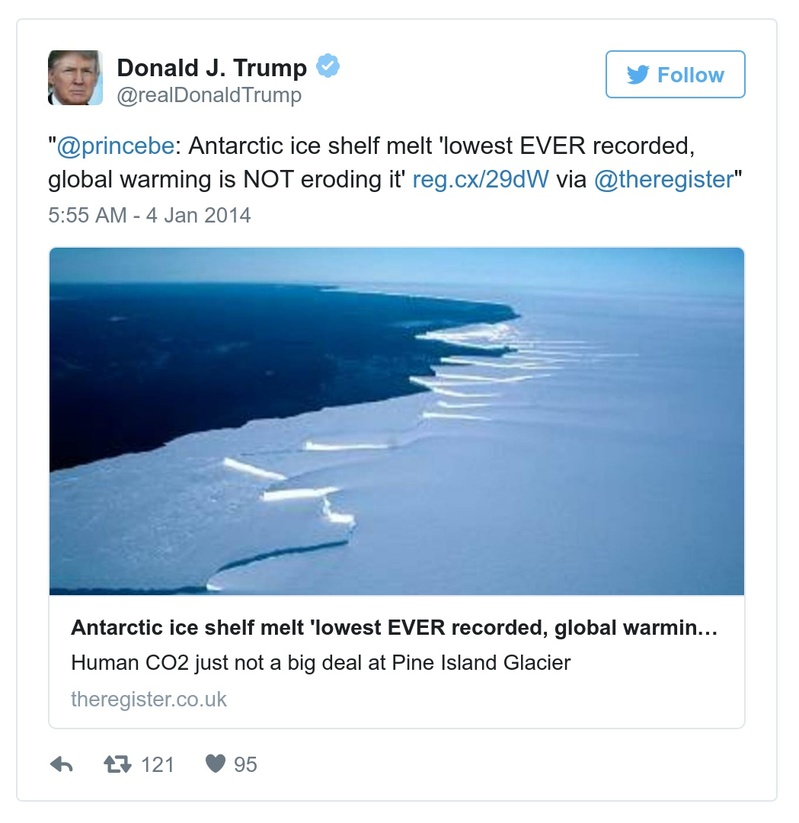 Donald J. Trump
@realDonaldTrump
Follow
"@princebe: Antarctic ice shelf melt 'lowest EVER recorded,
global warming is NOT eroding it' reg.cx/29dW via @theregister"
5:55 AM - 4 Jan 2014
Antarctic ice shelf melt 'lowest EVER recorded, global warmin...
Human CO2 just not a big deal at Pine Island Glacier
theregister.co.uk
121
95